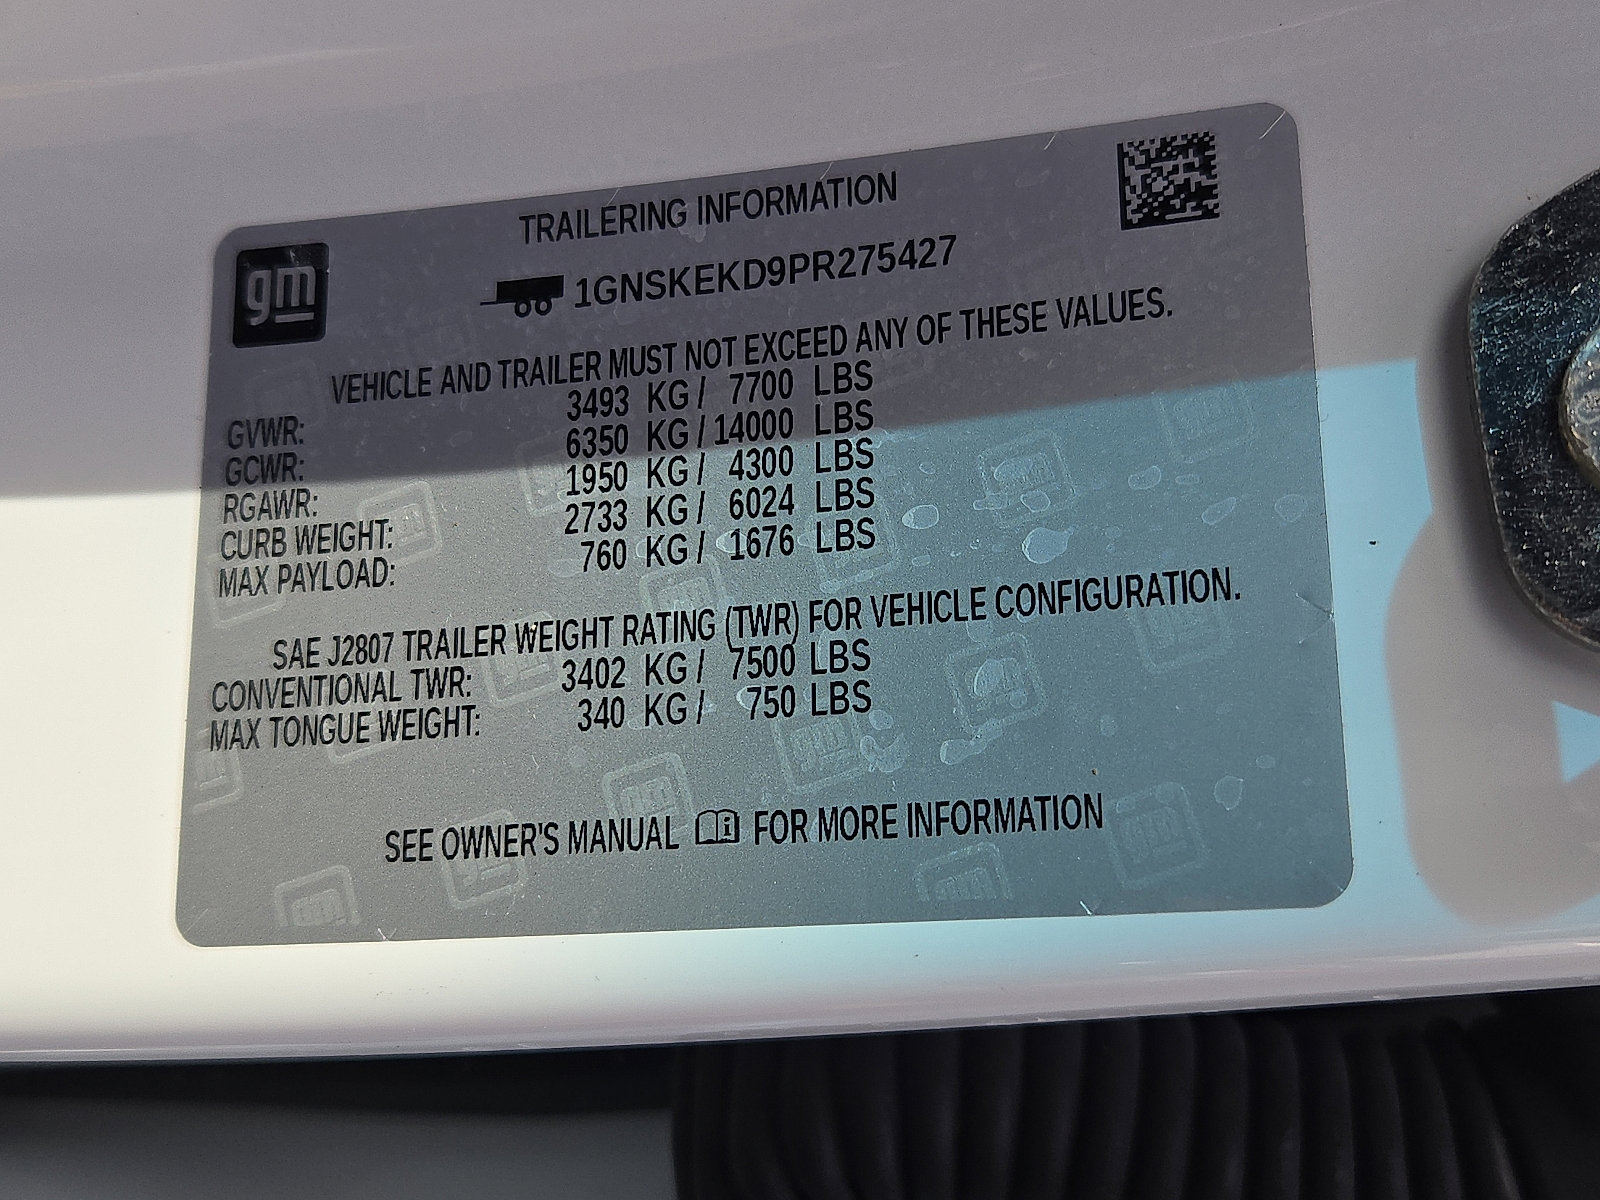 TRAILERING INFORMATION
gm
1GNSKEKD9PR275427
VEHICLE AND TRAILER MUST NOT EXCEED ANY OF THESE VALUES.
GVWR: 3493 KG / 7700 LBS
GCWR: 6350 KG / 14000 LBS
RGAWR: 1950 KG / 4300 LBS
CURB WEIGHT: 2733 KG / 6024 LBS
MAX PAYLOAD: 760 KG / 1676 LBS
SAE J2807 TRAILER WEIGHT RATING (TWR) FOR VEHICLE CONFIGURATION.
CONVENTIONAL TWR: 3402 KG / 7500 LBS
MAX TONGUE WEIGHT: 340 KG / 750 LBS
SEE OWNER'S MANUAL FOR MORE INFORMATION